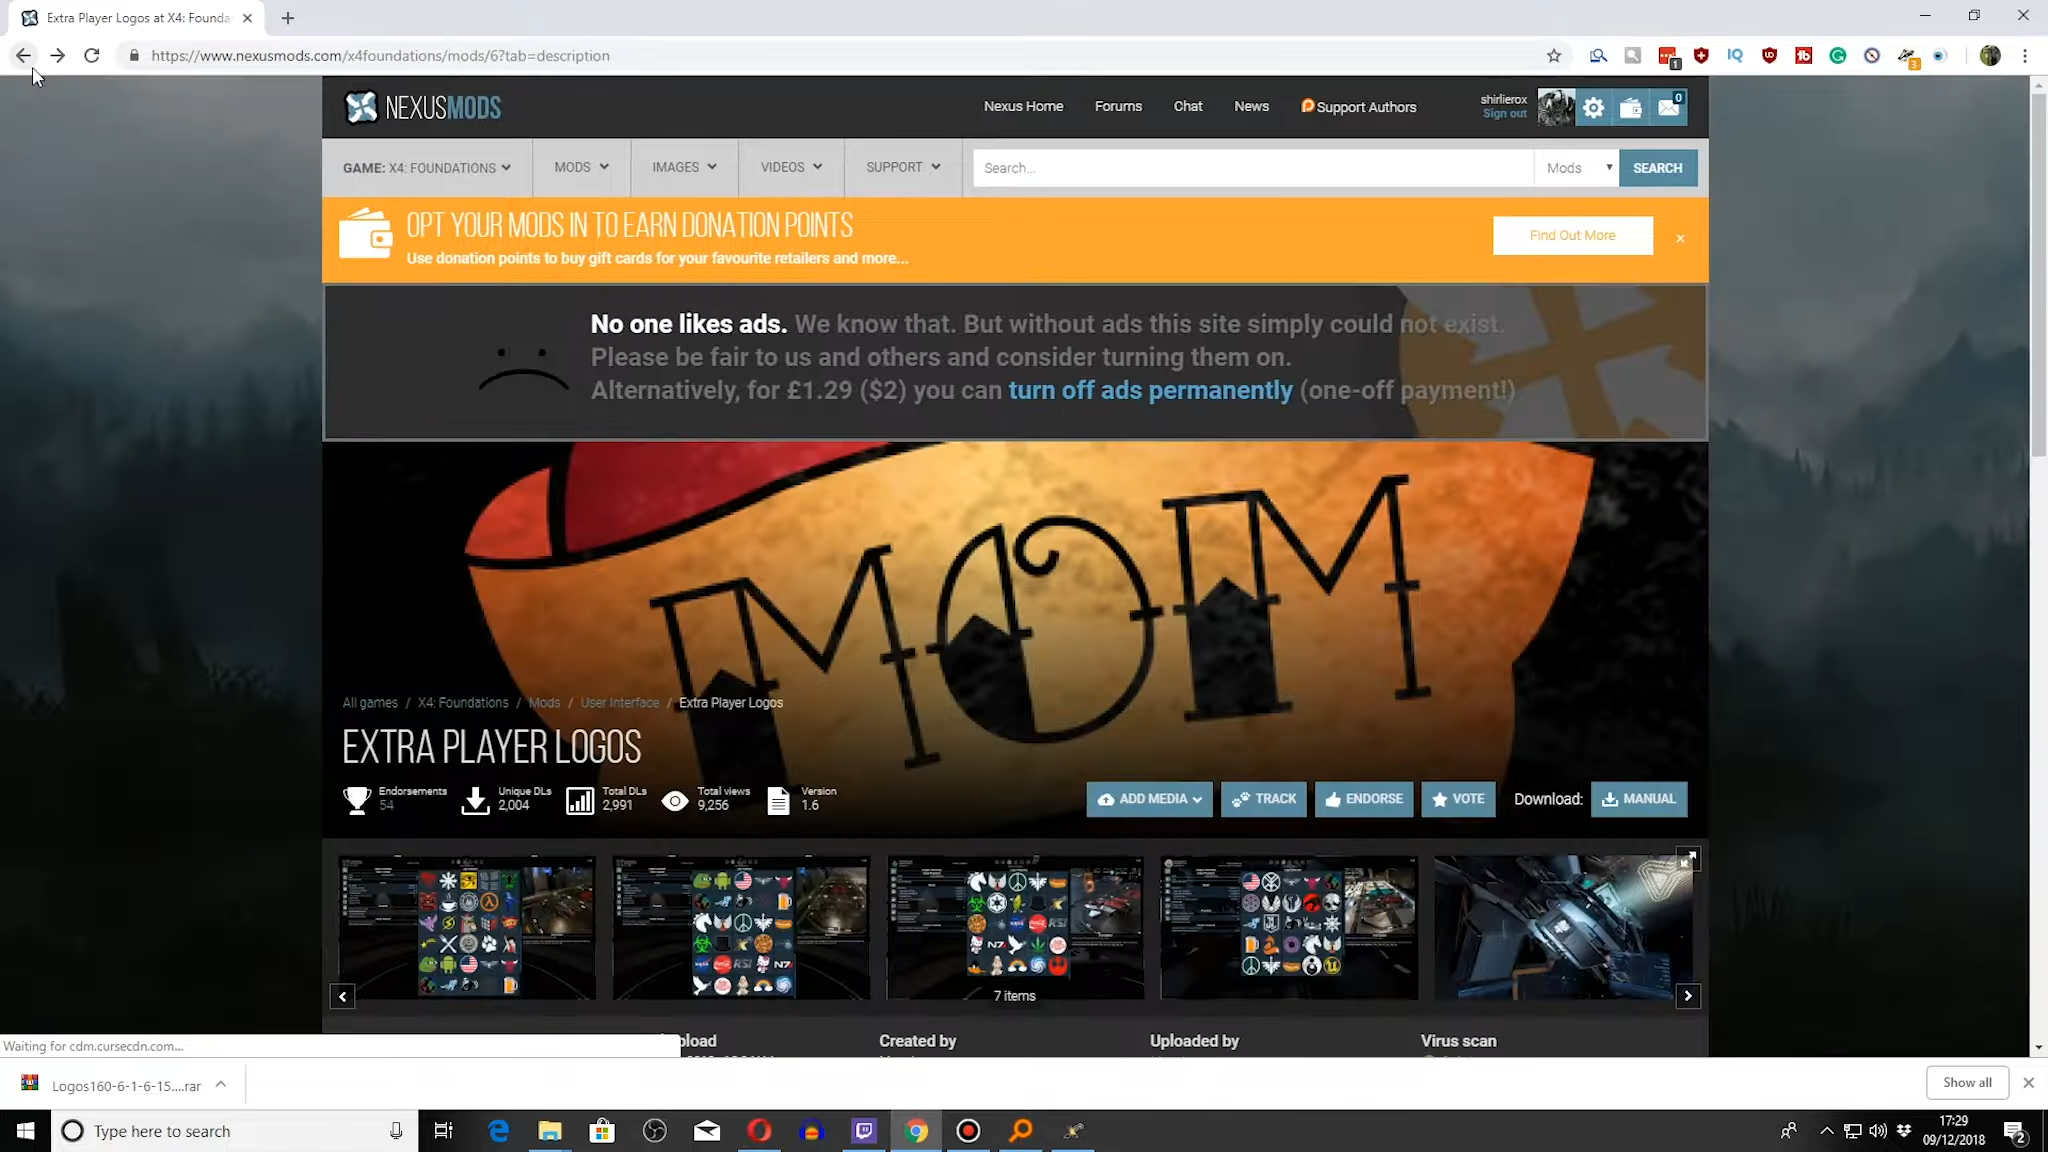 Extra Player Logos at X4: Founda
https://www.nexusmods.com/x4foundations/mods/6?tab=description
NEXUSMODS
Nexus Home
Forums
Chat
News
Support Authors
shirlierox
Sign out
0
GAME: X4: FOUNDATIONS
MODS
IMAGES
VIDEOS
SUPPORT
Search...
Mods
SEARCH
OPT YOUR MODS IN TO EARN DONATION POINTS
Use donation points to buy gift cards for your favourite retailers and more...
Find Out More
No one likes ads. We know that. But without ads this site simply could not exist.
Please be fair to us and others and consider turning them on.
Alternatively, for £1.29 ($2) you can turn off ads permanently (one-off payment!)
MOM
All games / X4: Foundations / Mods / User Interface / Extra Player Logos
EXTRA PLAYER LOGOS
Endorsements
54
Unique DLs
2,004
Total DLs
2,991
Total views
9,256
Version
1.6
ADD MEDIA
TRACK
ENDORSE
VOTE
Download:
MANUAL
7 items
Created by
Uploaded by
Virus scan
Waiting for cdm.cursecdn.com...
Logos160-6-1-6-15....rar
Show all
Type here to search
17:29
09/12/2018
2